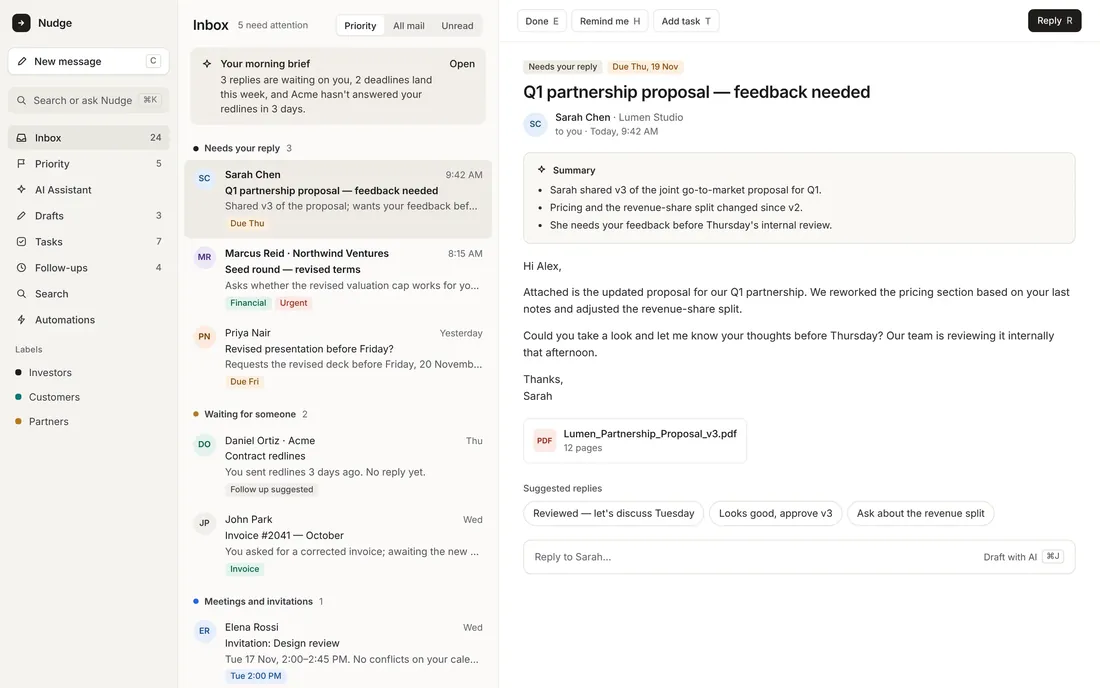 Nudge
New message C
Search or ask Nudge ⌘K
Inbox 24
Priority 5
AI Assistant
Drafts 3
Tasks 7
Follow-ups 4
Search
Automations
Labels
Investors
Customers
Partners
Inbox 5 need attention Priority All mail Unread
Your morning brief Open
3 replies are waiting on you, 2 deadlines land
this week, and Acme hasn't answered your
redlines in 3 days.
Needs your reply 3
SC Sarah Chen 9:42 AM
Q1 partnership proposal — feedback needed
Shared v3 of the proposal; wants your feedback bef...
Due Thu
MR Marcus Reid · Northwind Ventures 8:15 AM
Seed round — revised terms
Asks whether the revised valuation cap works for yo...
Financial Urgent
PN Priya Nair Yesterday
Revised presentation before Friday?
Requests the revised deck before Friday, 20 Novemb...
Due Fri
Waiting for someone 2
DO Daniel Ortiz · Acme Thu
Contract redlines
You sent redlines 3 days ago. No reply yet.
Follow up suggested
JP John Park Wed
Invoice #2041 — October
You asked for a corrected invoice; awaiting the new ...
Invoice
Meetings and invitations 1
ER Elena Rossi Wed
Invitation: Design review
Tue 17 Nov, 2:00–2:45 PM. No conflicts on your cale...
Tue 2:00 PM
Done E Remind me H Add task T Reply R
Needs your reply Due Thu, 19 Nov
Q1 partnership proposal — feedback needed
SC Sarah Chen · Lumen Studio
to you · Today, 9:42 AM
Summary
• Sarah shared v3 of the joint go-to-market proposal for Q1.
• Pricing and the revenue-share split changed since v2.
• She needs your feedback before Thursday's internal review.
Hi Alex,
Attached is the updated proposal for our Q1 partnership. We reworked the pricing section based on your last
notes and adjusted the revenue-share split.
Could you take a look and let me know your thoughts before Thursday? Our team is reviewing it internally
that afternoon.
Thanks,
Sarah
PDF Lumen_Partnership_Proposal_v3.pdf
12 pages
Suggested replies
Reviewed — let's discuss Tuesday Looks good, approve v3 Ask about the revenue split
Reply to Sarah... Draft with AI ⌘J